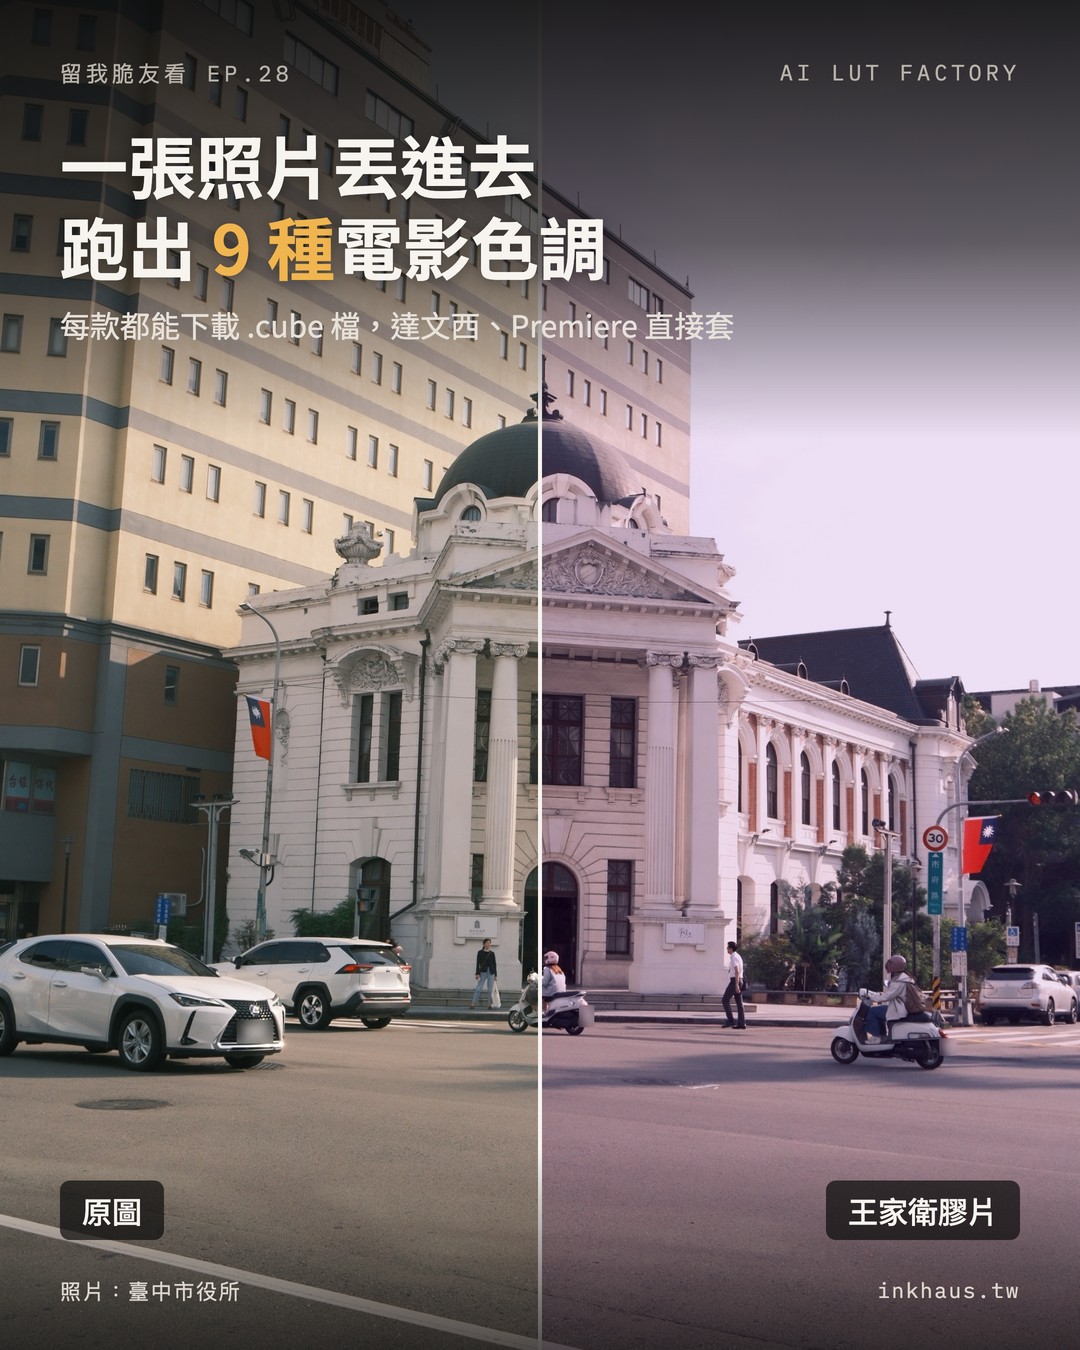 留我脆友看 EP.28
AI LUT FACTORY
一張照片丟進去
跑出 9 種電影色調
每款都能下載 .cube 檔，達文西、Premiere 直接套
30
市府路
原圖
王家衛膠片
照片：臺中市役所
inkhaus.tw